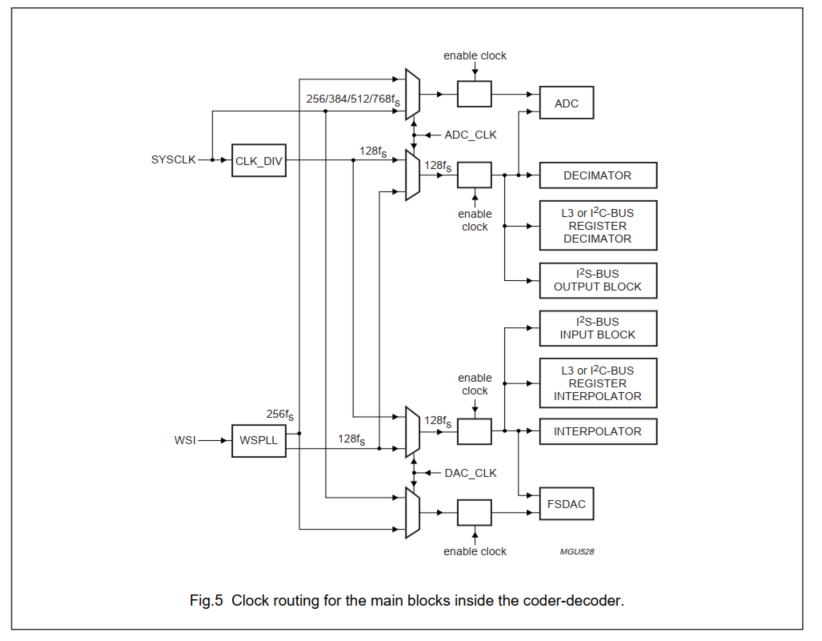 enable clock
256/384/512/768fs
ADC
ADC_CLK
SYSCLK
CLK_DIV
128fs
128fs
DECIMATOR
enable
clock
L3 or I2C-BUS
REGISTER
DECIMATOR
I2S-BUS
OUTPUT BLOCK
I2S-BUS
INPUT BLOCK
enable
clock
L3 or I2C-BUS
REGISTER
INTERPOLATOR
256fs
128fs
WSI
WSPLL
128fs
INTERPOLATOR
DAC_CLK
FSDAC
enable clock
MGU528
Fig.5 Clock routing for the main blocks inside the coder-decoder.